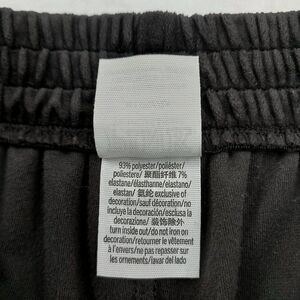 93% polyester/poliéster/
poliestere/ 聚酯纤维 7%
elastane/élasthanne/elastano/
elastan/ 氨纶 exclusive of
decoration/sauf décoration/no
incluye la decoración/esclusa la
decorazione/ 装饰除外
turn inside out/do not iron on
decoration/retourner le vêtement
à l'envers/ne pas repasser sur
les ornements/lavar del lado